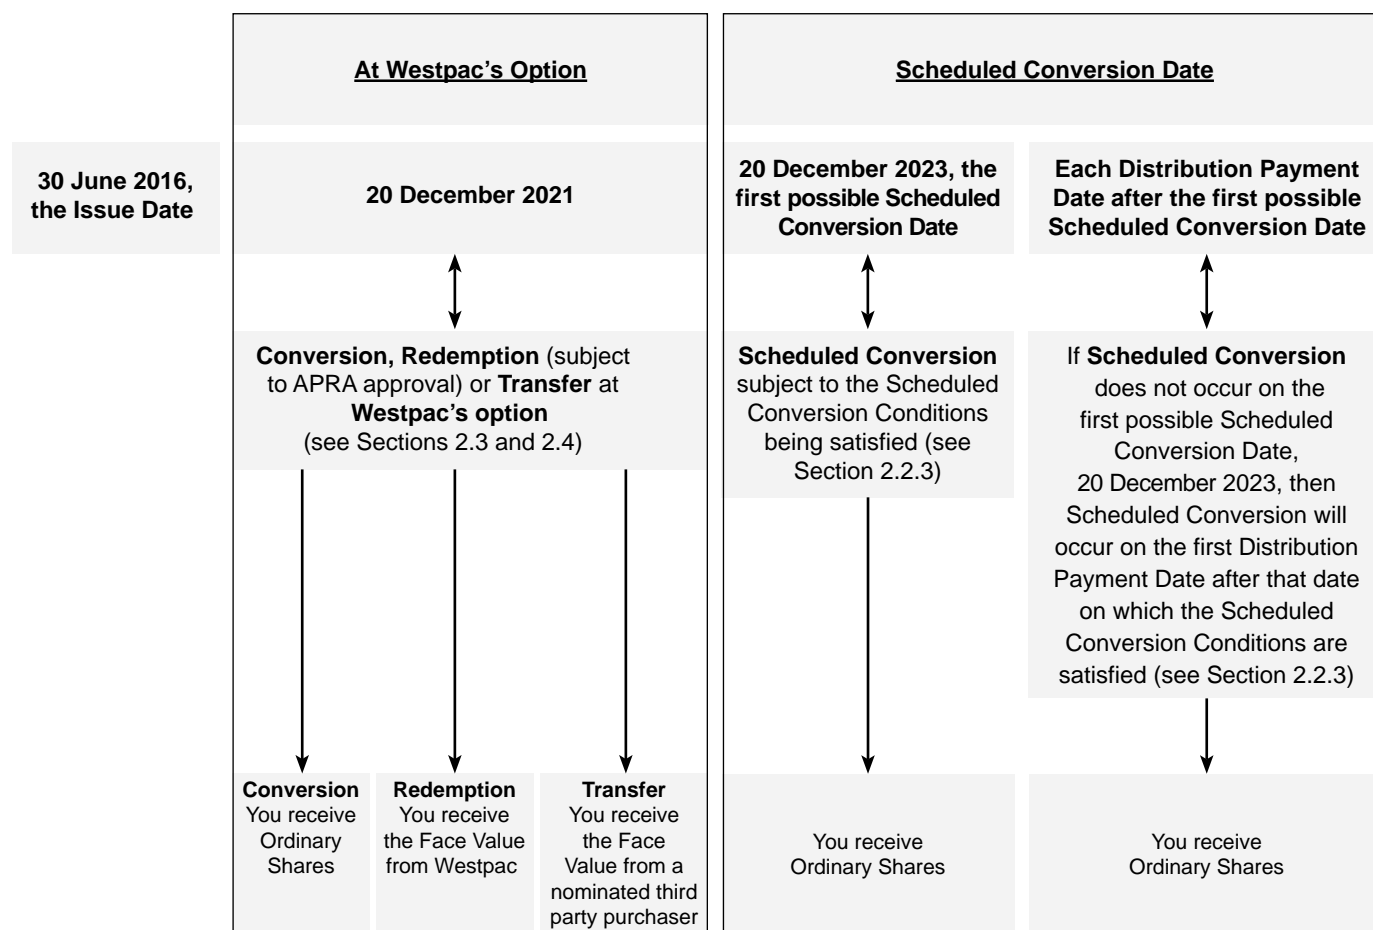 At Westpac’s Option
Scheduled Conversion Date
30 June 2016,
the Issue Date
20 December 2021
20 December 2023, the
first possible Scheduled
Conversion Date
Each Distribution Payment
Date after the first possible
Scheduled Conversion Date
Conversion, Redemption (subject
to APRA approval) or Transfer at
Westpac’s option
(see Sections 2.3 and 2.4)
Scheduled Conversion
subject to the Scheduled
Conversion Conditions
being satisfied (see
Section 2.2.3)
If Scheduled Conversion
does not occur on the
first possible Scheduled
Conversion Date,
20 December 2023, then
Scheduled Conversion will
occur on the first Distribution
Payment Date after that date
on which the Scheduled
Conversion Conditions are
satisfied (see Section 2.2.3)
Conversion
You receive
Ordinary
Shares
Redemption
You receive
the Face Value
from Westpac
Transfer
You receive
the Face
Value from a
nominated third
party purchaser
You receive
Ordinary Shares
You receive
Ordinary Shares